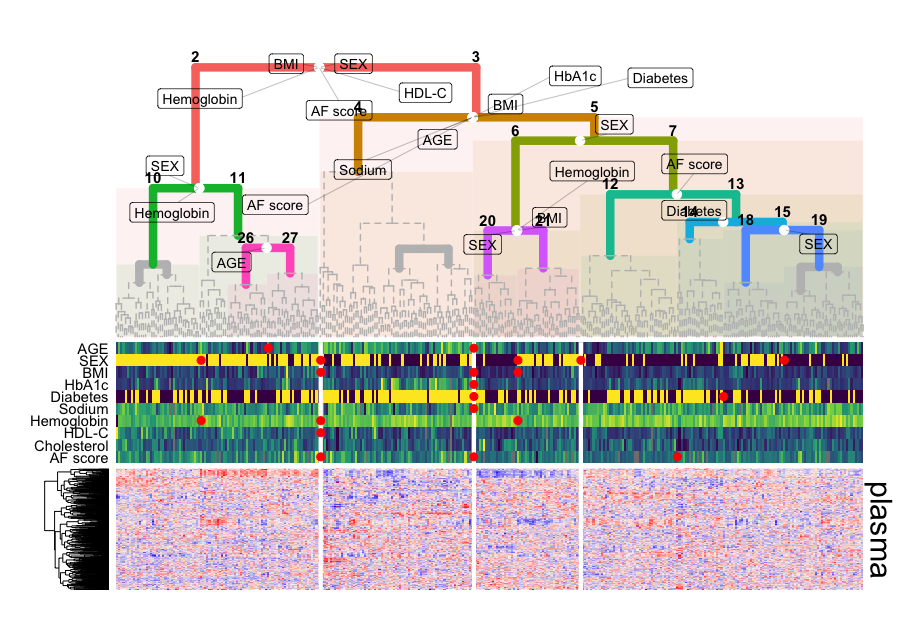 2
3
BMI
SEX
HbA1c
Diabetes
Hemoglobin
HDL-C
AF score
4
BMI
5
SEX
AGE
6
7
SEX
Sodium
Hemoglobin
AF score
10
11
12
13
Hemoglobin
AF score
Diabetes
14
BMI
20
21
18
15
19
26
27
SEX
SEX
AGE
AGE
SEX
BMI
HbA1c
Diabetes
Sodium
Hemoglobin
HDL-C
Cholesterol
AF score
plasma